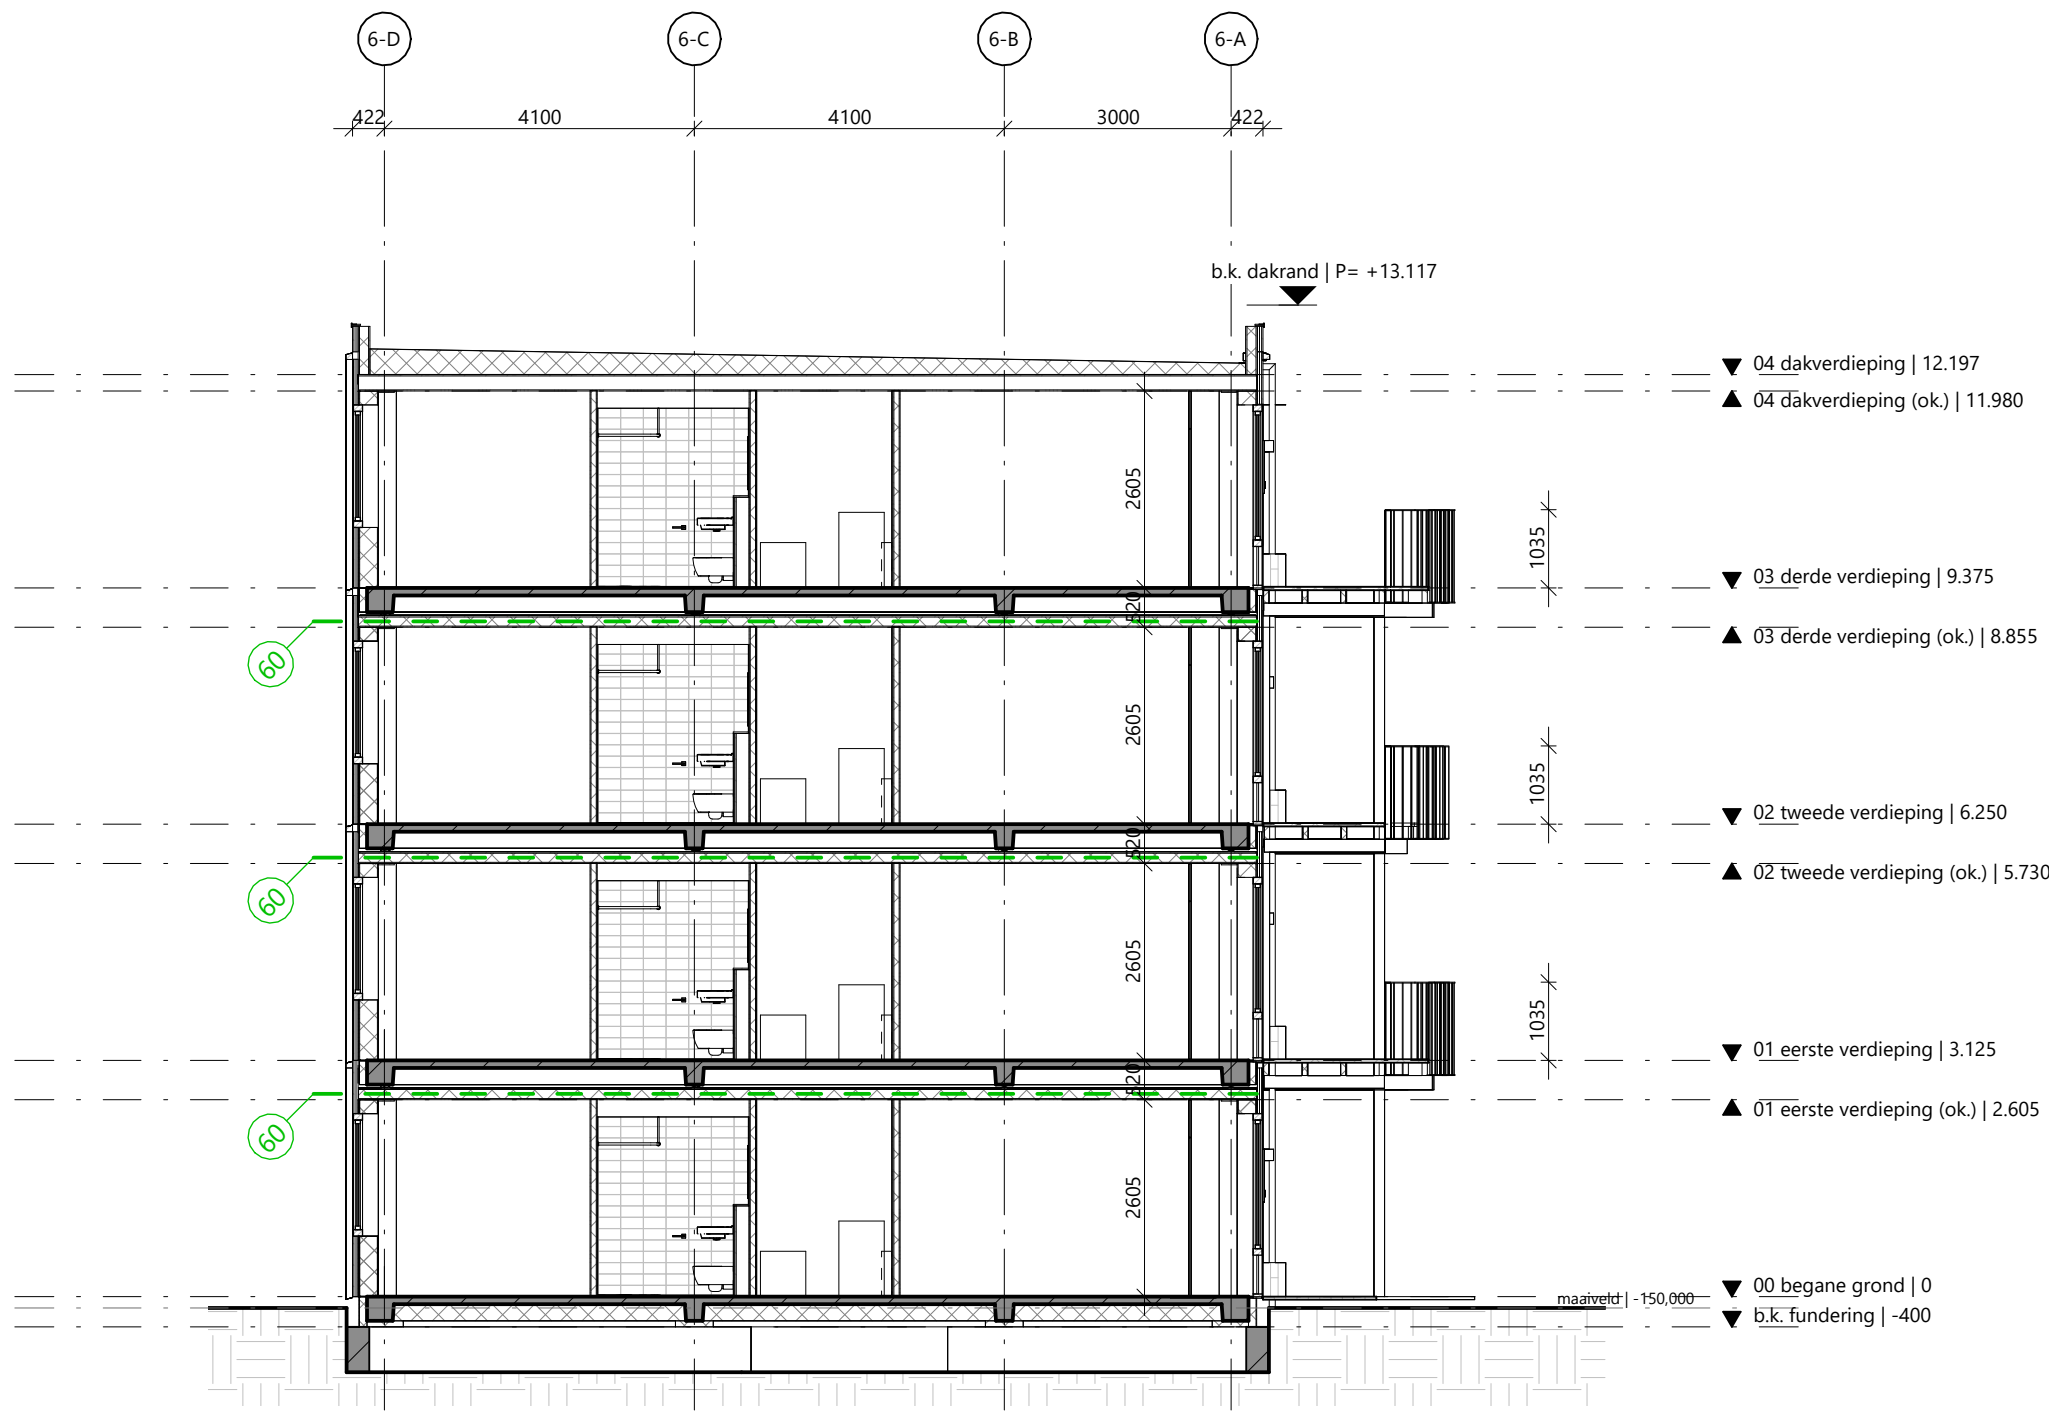 6-D
6-C
6-B
6-A
422
4100
4100
3000
422
b.k. dakrand | P= +13.117
04 dakverdieping | 12.197
04 dakverdieping (ok.) | 11.980
2605
1035
03 derde verdieping | 9.375
520
03 derde verdieping (ok.) | 8.855
60
2605
1035
02 tweede verdieping | 6.250
520
02 tweede verdieping (ok.) | 5.730
60
2605
1035
01 eerste verdieping | 3.125
520
01 eerste verdieping (ok.) | 2.605
60
2605
00 begane grond | 0
maaiveld | -150,000
b.k. fundering | -400